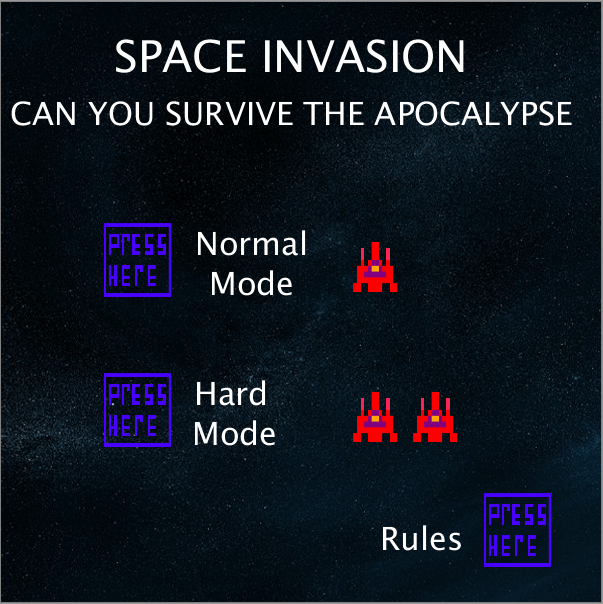 SPACE INVASION
CAN YOU SURVIVE THE APOCALYPSE
PRESS
HERE
Normal
Mode
PRESS
HERE
Hard
Mode
Rules
PRESS
HERE